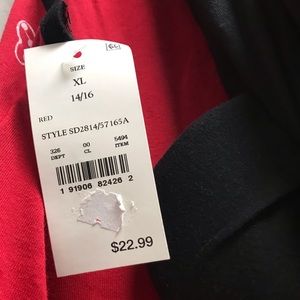 SIZE
XL
14/16
RED
STYLE SD2814/57165A
326 00 5494
DEPT CL ITEM
1 91906 82426 2
$22.99